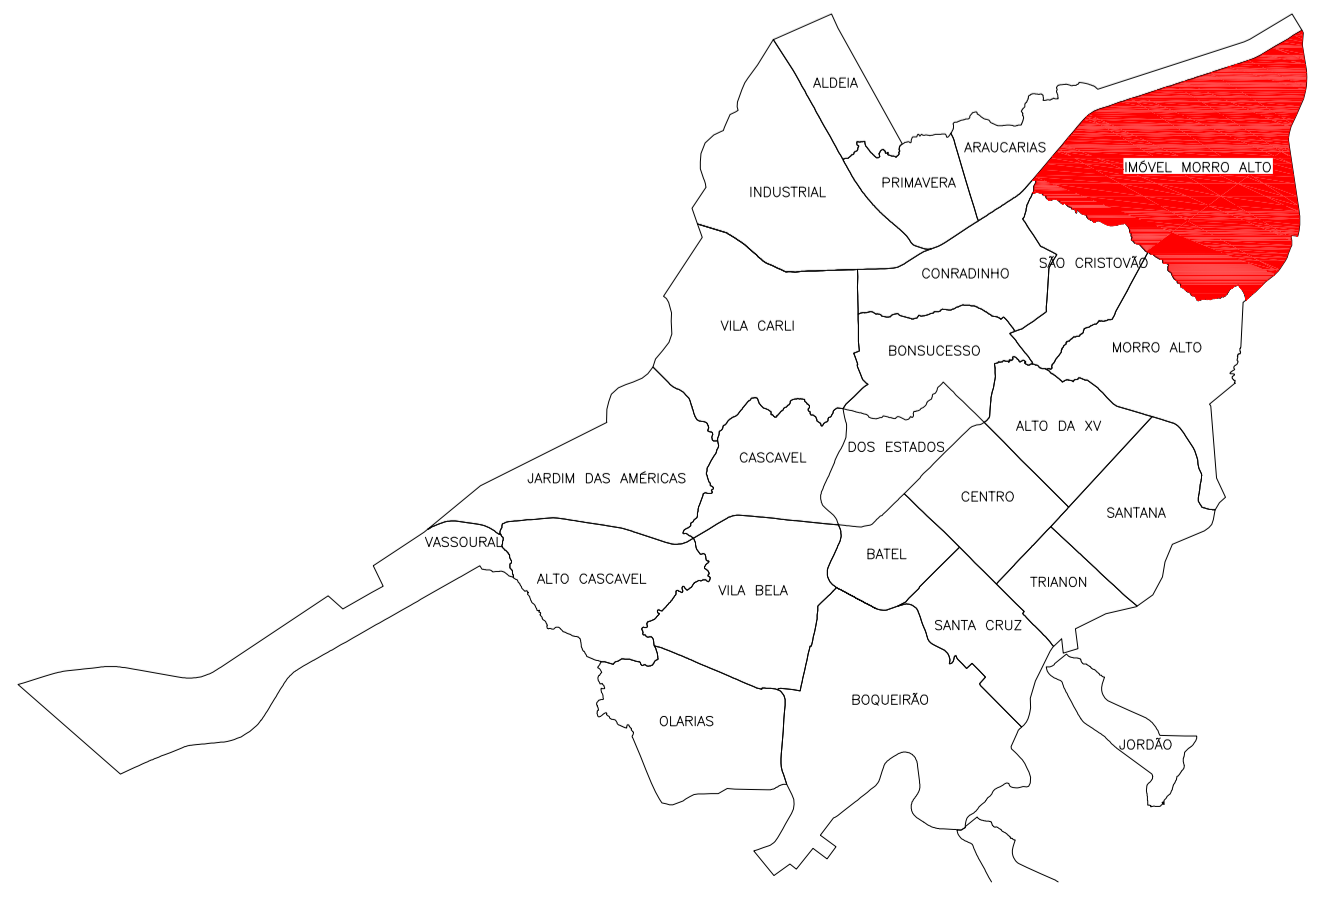 ALDEIA
ARAUCARIAS
IMÓVEL MORRO ALTO
PRIMAVERA
INDUSTRIAL
SÃO CRISTOVÃO
CONRADINHO
VILA CARLI
MORRO ALTO
BONSUCESSO
ALTO DA XV
DOS ESTADOS
CASCAVEL
JARDIM DAS AMÉRICAS
CENTRO
SANTANA
VASSOURAL
BATEL
ALTO CASCAVEL
TRIANON
VILA BELA
SANTA CRUZ
BOQUEIRÃO
OLARIAS
JORDÃO